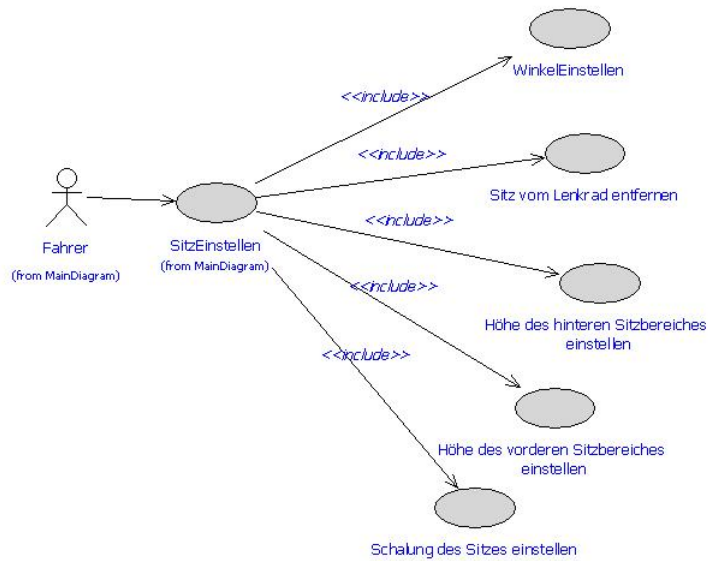 WinkelEinstellen
<<include>>
<<include>>
Sitz vom Lenkrad entfernen
<<include>>
Fahrer
(from MainDiagram)
SitzEinstellen
(from MainDiagram)
<<include>>
Höhe des hinteren Sitzbereiches
einstellen
<<include>>
Höhe des vorderen Sitzbereiches
einstellen
Schalung des Sitzes einstellen